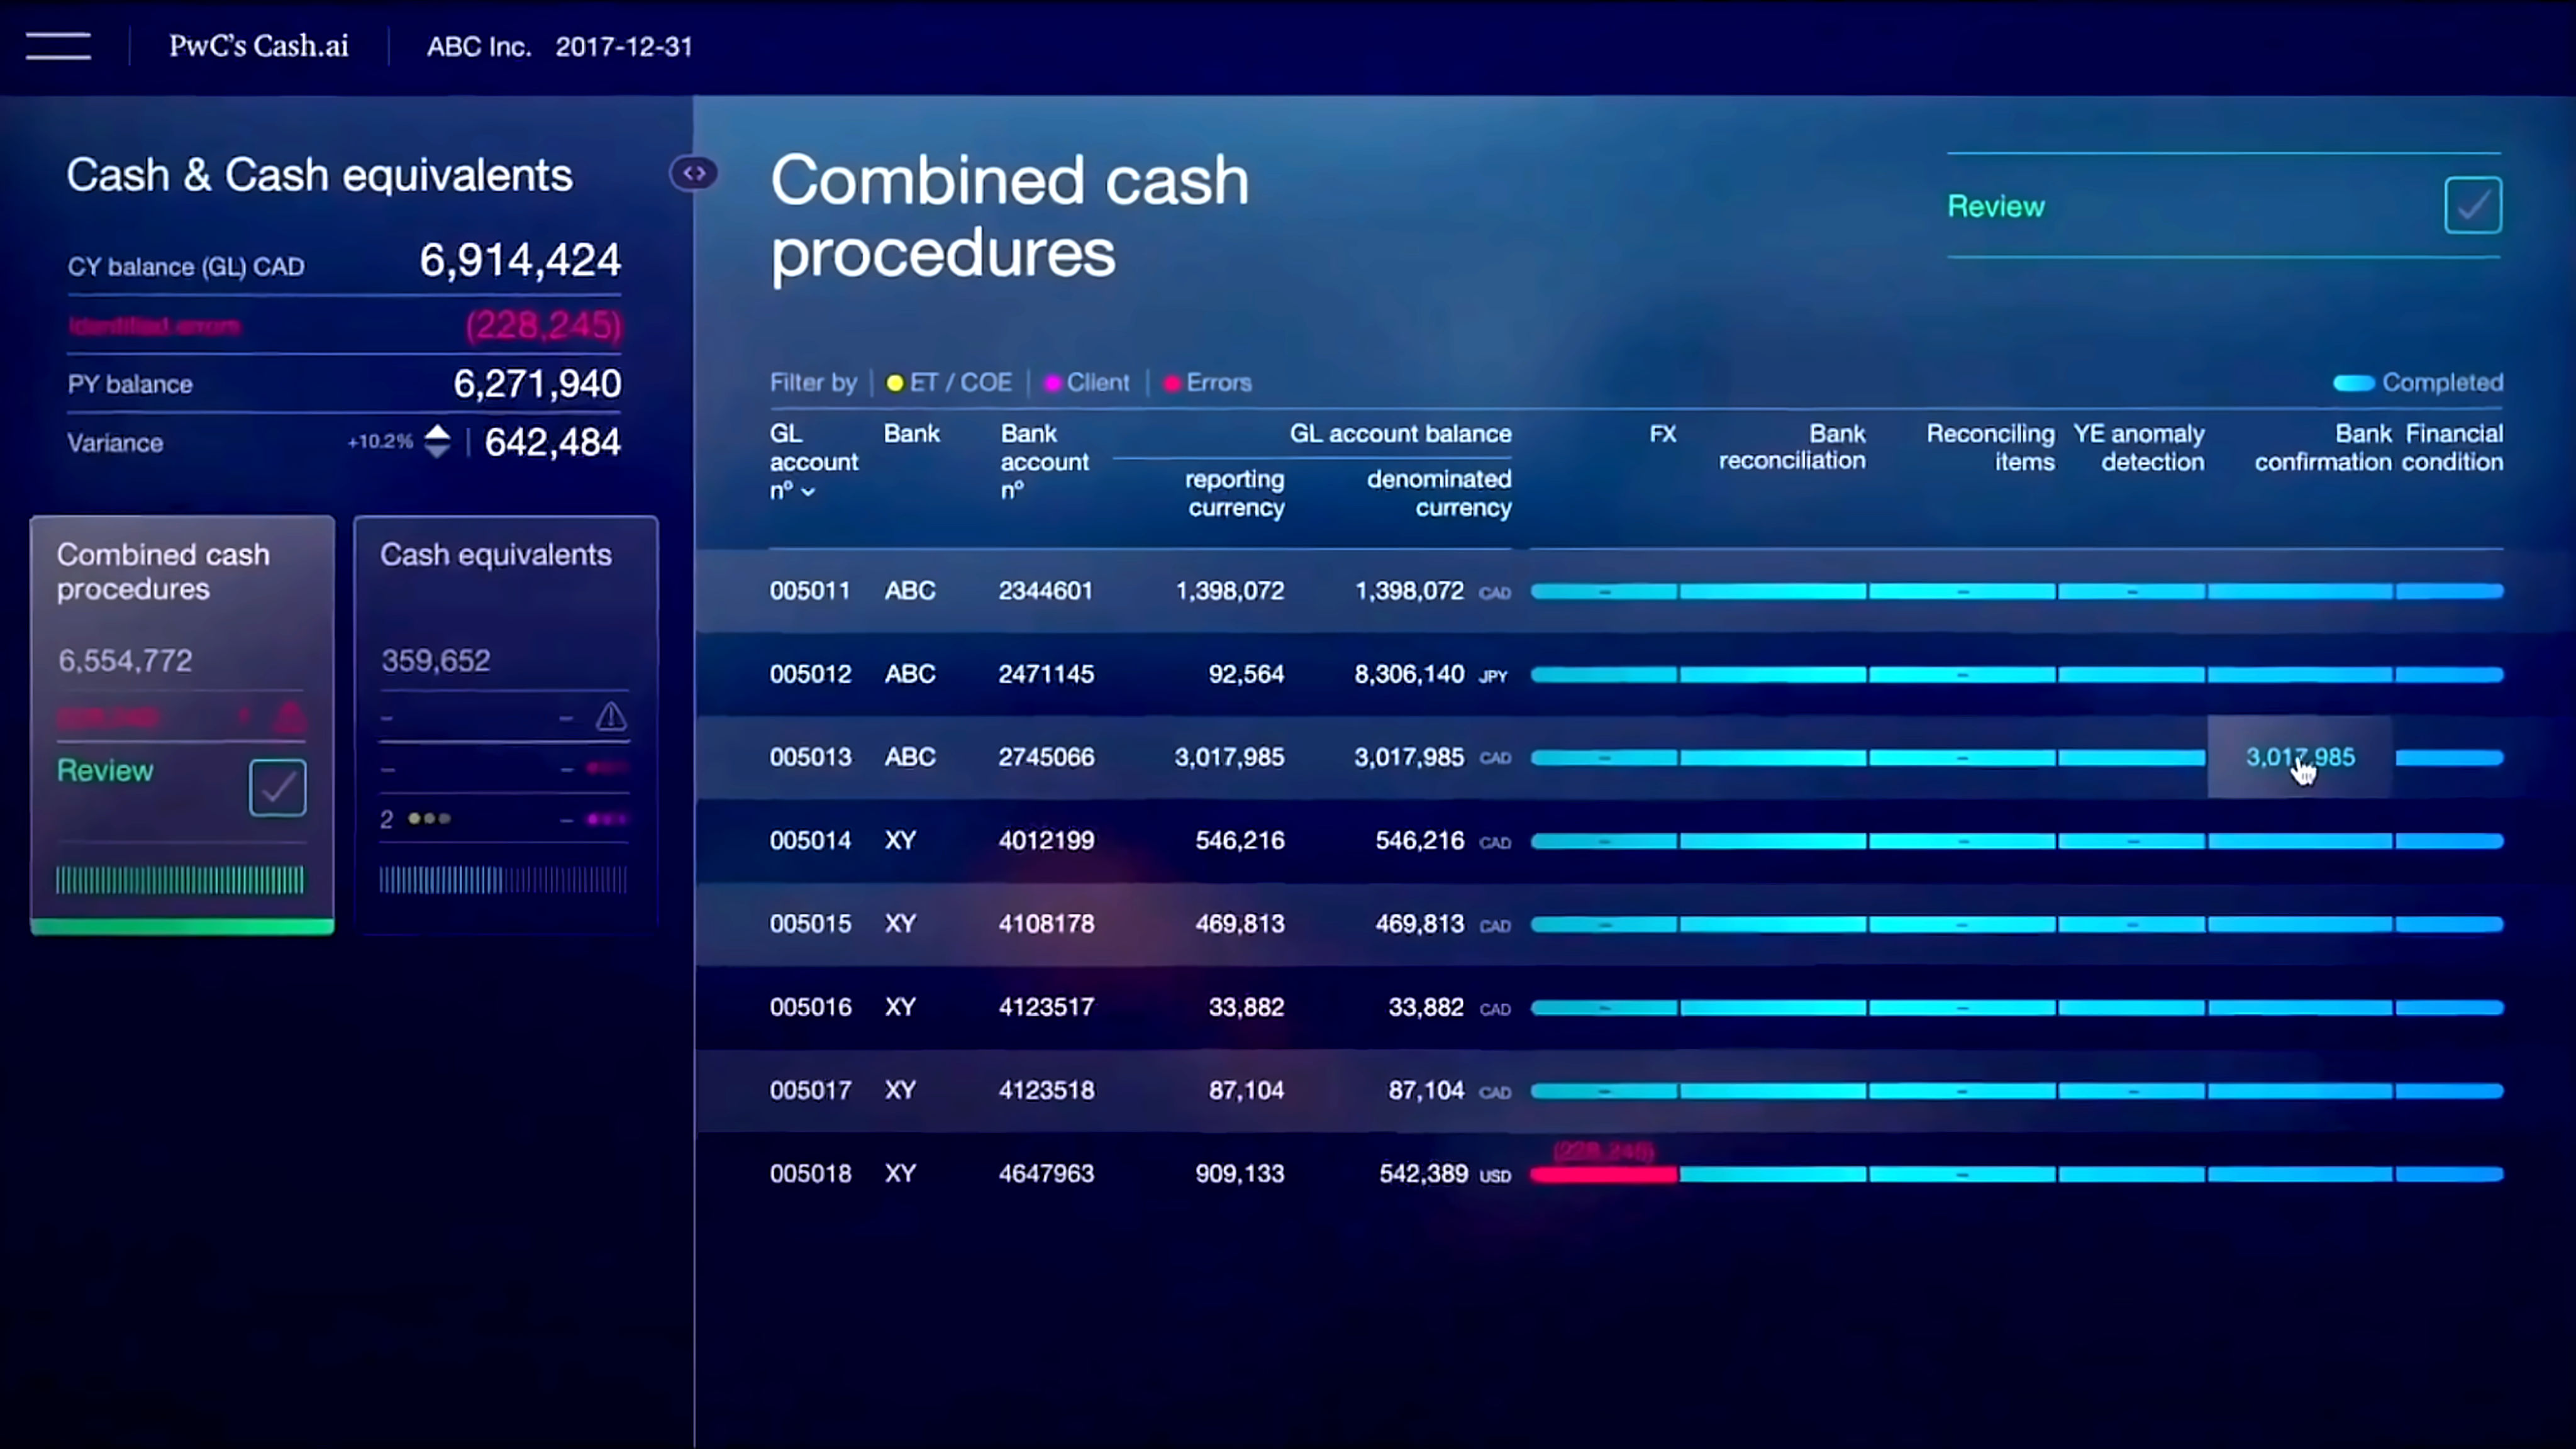 PwC's Cash.ai
ABC Inc. 2017-12-31
Cash & Cash equivalents
CY balance (GL) CAD 6,914,424
Identified errors (228,245)
PY balance 6,271,940
Variance +10.2% 642,484
Combined cash
procedures
6,554,772
Review
Cash equivalents
359,652
– –
– –
2 –
Combined cash
procedures
Review
Filter by ET / COE Client Errors
Completed
GL
account
nº
Bank
Bank
account
nº
GL account balance
reporting
currency
denominated
currency
FX
Bank
reconciliation
Reconciling
items
YE anomaly
detection
Bank
confirmation
Financial
condition
005011 ABC 2344601 1,398,072 1,398,072 CAD – – –
005012 ABC 2471145 92,564 8,306,140 JPY –
005013 ABC 2745066 3,017,985 3,017,985 CAD – – 3,017,985
005014 XY 4012199 546,216 546,216 CAD – – –
005015 XY 4108178 469,813 469,813 CAD – – –
005016 XY 4123517 33,882 33,882 CAD – – –
005017 XY 4123518 87,104 87,104 CAD – – –
(228,245)
005018 XY 4647963 909,133 542,389 USD –